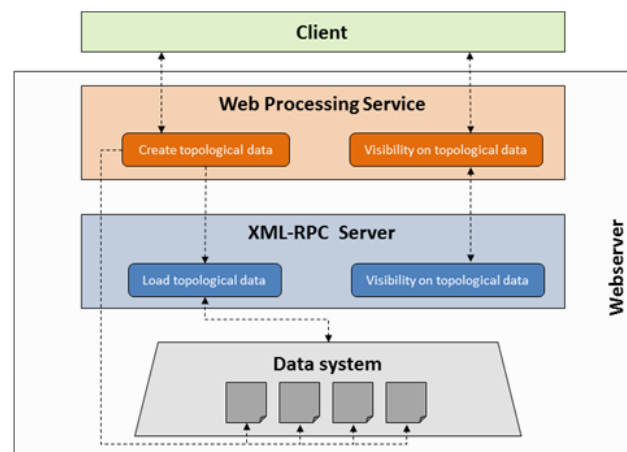 Client
Web Processing Service
Create topological data
Visibility on topological data
XML-RPC Server
Load topological data
Visibility on topological data
Webserver
Data system